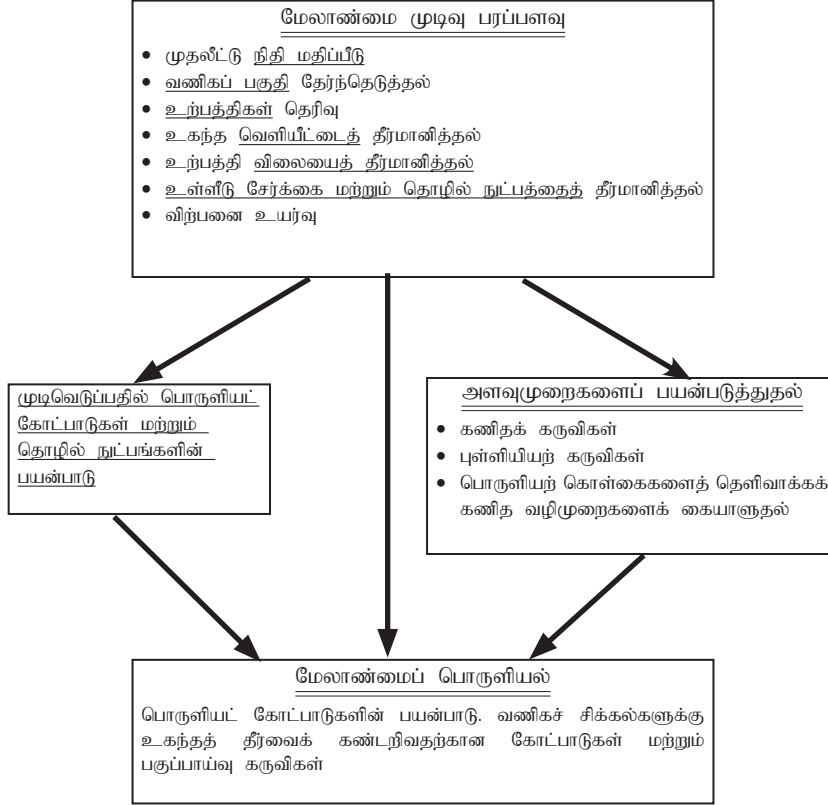 மேலாண்மை முடிவு பரப்பளவு
• முதலீட்டு நிதி மதிப்பீடு
• வணிகப் பகுதி தேர்ந்தெடுத்தல்
• உற்பத்திகள் தெரிவு
• உகந்த வெளியீட்டைத் தீர்மானித்தல்
• உற்பத்தி விலையைத் தீர்மானித்தல்
• உள்ளீடு சேர்க்கை மற்றும் தொழில் நுட்பத்தைத் தீர்மானித்தல்
• விற்பனை உயர்வு
முடிவெடுப்பதில் பொருளியட்
கோட்பாடுகள் மற்றும்
தொழில் நுட்பங்களின்
பயன்பாடு
அளவுமுறைகளைப் பயன்படுத்துதல்
• கணிதக் கருவிகள்
• புள்ளியியற் கருவிகள்
• பொருளியற் கொள்கைகளைத் தெளிவாக்கக்
கணித வழிமுறைகளைக் கையாளுதல்
மேலாண்மைப் பொருளியல்
பொருளியட் கோட்பாடுகளின் பயன்பாடு. வணிகச் சிக்கல்களுக்கு
உகந்தத் தீர்வைக் கண்டறிவதற்கான கோட்பாடுகள் மற்றும்
பகுப்பாய்வு கருவிகள்